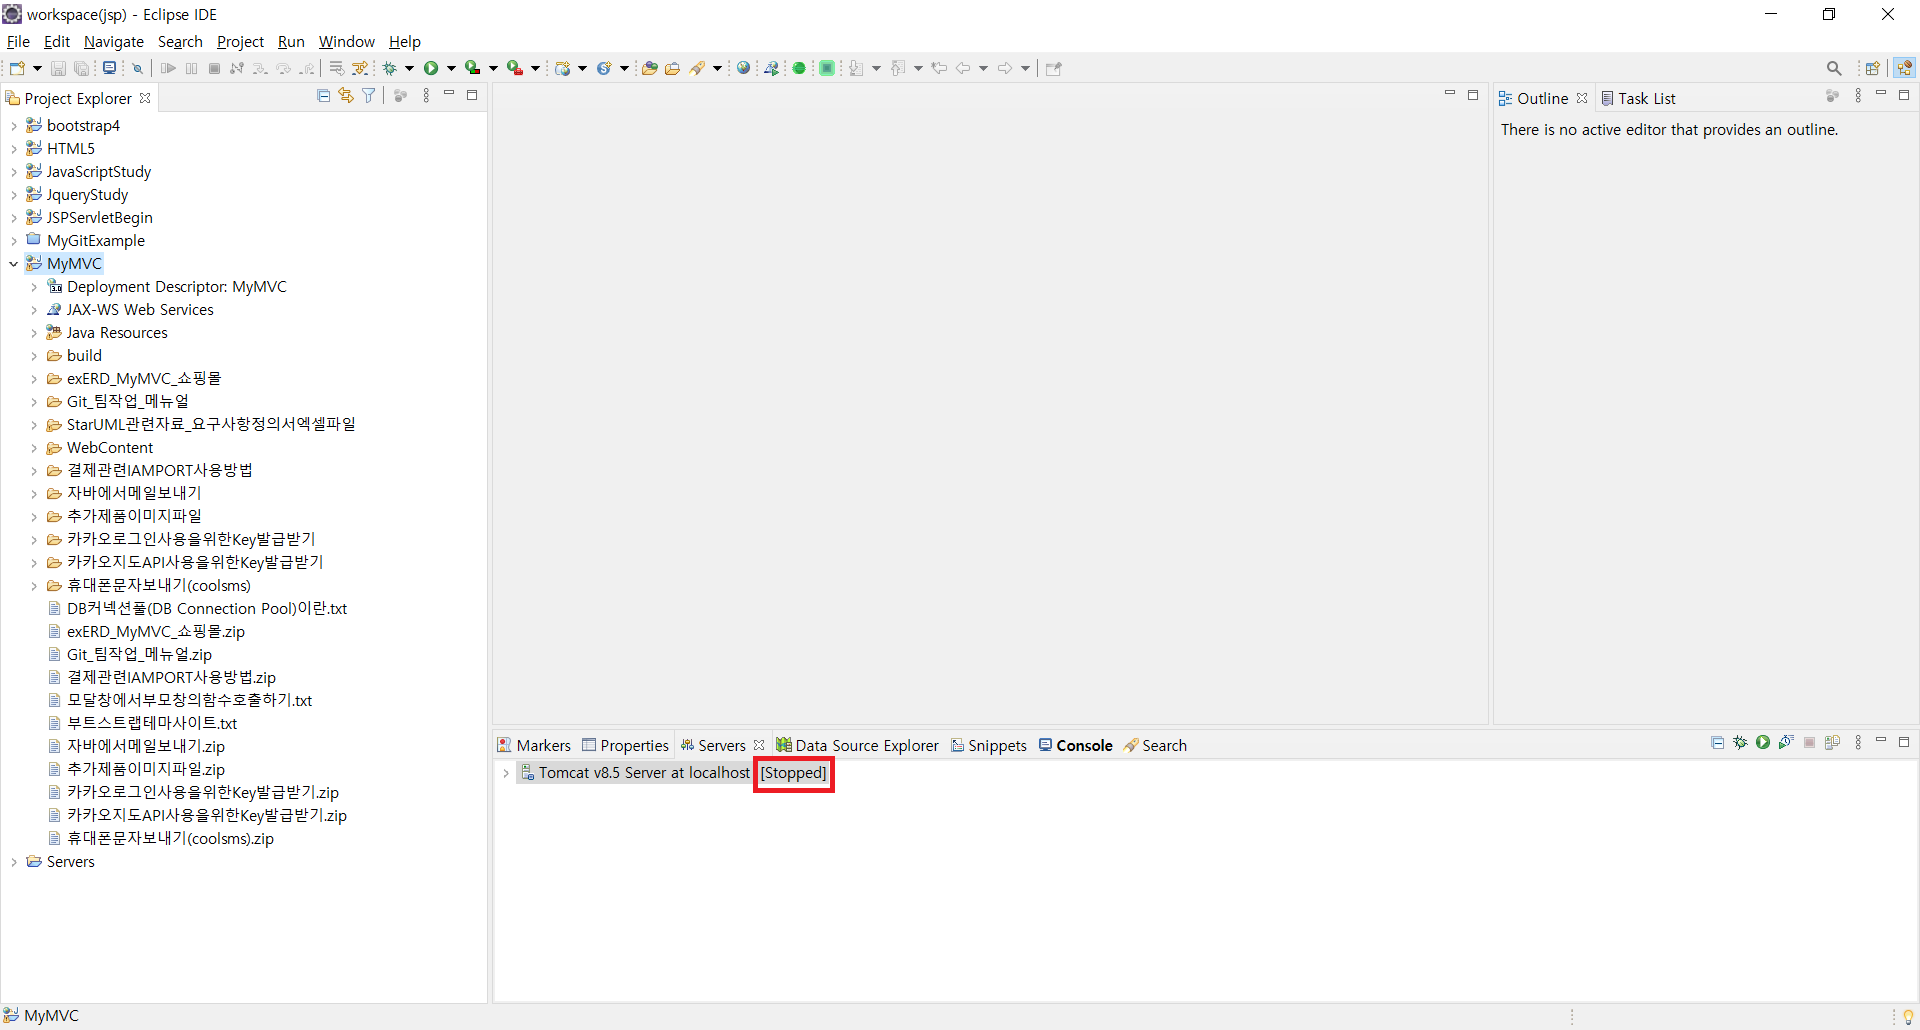 workspace(jsp) - Eclipse IDE
File Edit Navigate Search Project Run Window Help
Project Explorer
bootstrap4
HTML5
JavaScriptStudy
JqueryStudy
JSPServletBegin
MyGitExample
MyMVC
Deployment Descriptor: MyMVC
JAX-WS Web Services
Java Resources
build
exERD_MyMVC_쇼핑몰
Git_팀작업_메뉴얼
StarUML관련자료_요구사항정의서엑셀파일
WebContent
결제관련IAMPORT사용방법
자바에서메일보내기
추가제품이미지파일
카카오로그인사용을위한Key발급받기
카카오지도API사용을위한Key발급받기
휴대폰문자보내기(coolsms)
DB커넥션풀(DB Connection Pool)이란.txt
exERD_MyMVC_쇼핑몰.zip
Git_팀작업_메뉴얼.zip
결제관련IAMPORT사용방법.zip
모달창에서부모창의함수호출하기.txt
부트스트랩테마사이트.txt
자바에서메일보내기.zip
추가제품이미지파일.zip
카카오로그인사용을위한Key발급받기.zip
카카오지도API사용을위한Key발급받기.zip
휴대폰문자보내기(coolsms).zip
Servers
Outline Task List
There is no active editor that provides an outline.
Markers Properties Servers Data Source Explorer Snippets Console Search
Tomcat v8.5 Server at localhost [Stopped]
MyMVC